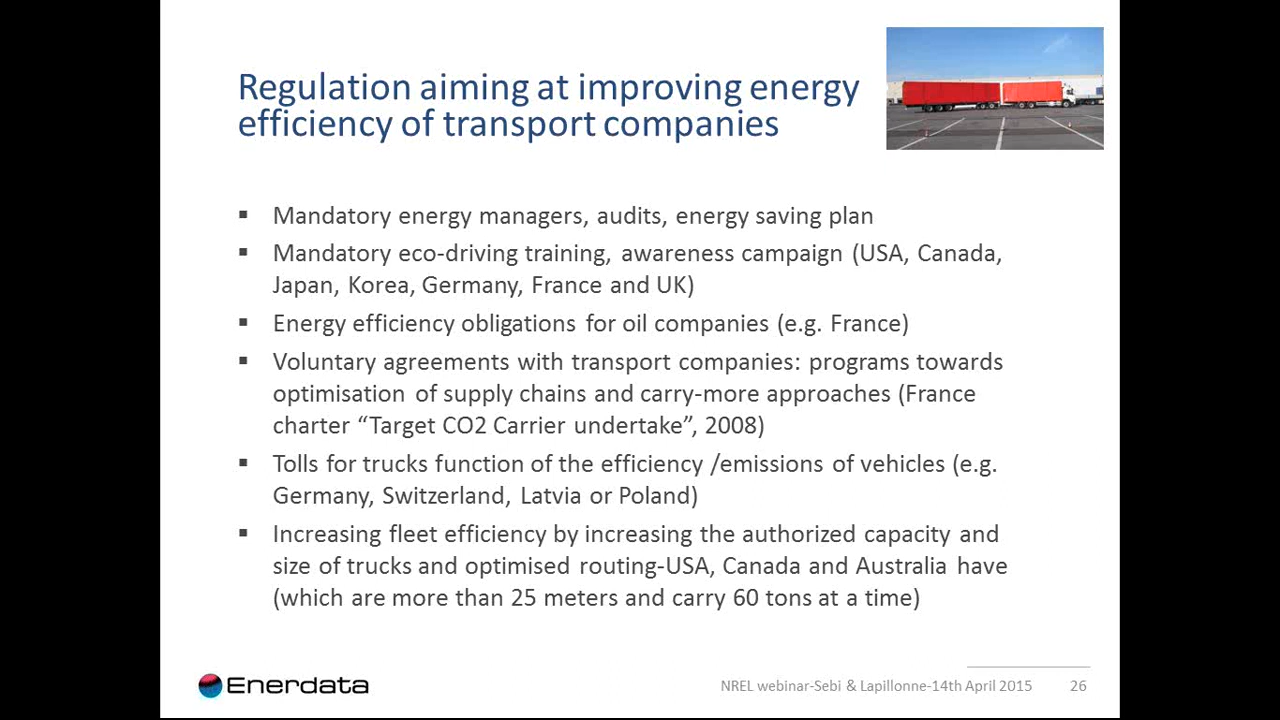 Regulation aiming at improving energy
efficiency of transport companies
▪ Mandatory energy managers, audits, energy saving plan
▪ Mandatory eco-driving training, awareness campaign (USA, Canada,
Japan, Korea, Germany, France and UK)
▪ Energy efficiency obligations for oil companies (e.g. France)
▪ Voluntary agreements with transport companies: programs towards
optimisation of supply chains and carry-more approaches (France
charter “Target CO2 Carrier undertake”, 2008)
▪ Tolls for trucks function of the efficiency /emissions of vehicles (e.g.
Germany, Switzerland, Latvia or Poland)
▪ Increasing fleet efficiency by increasing the authorized capacity and
size of trucks and optimised routing-USA, Canada and Australia have
(which are more than 25 meters and carry 60 tons at a time)
Enerdata
NREL webinar-Sebi & Lapillonne-14th April 2015 26